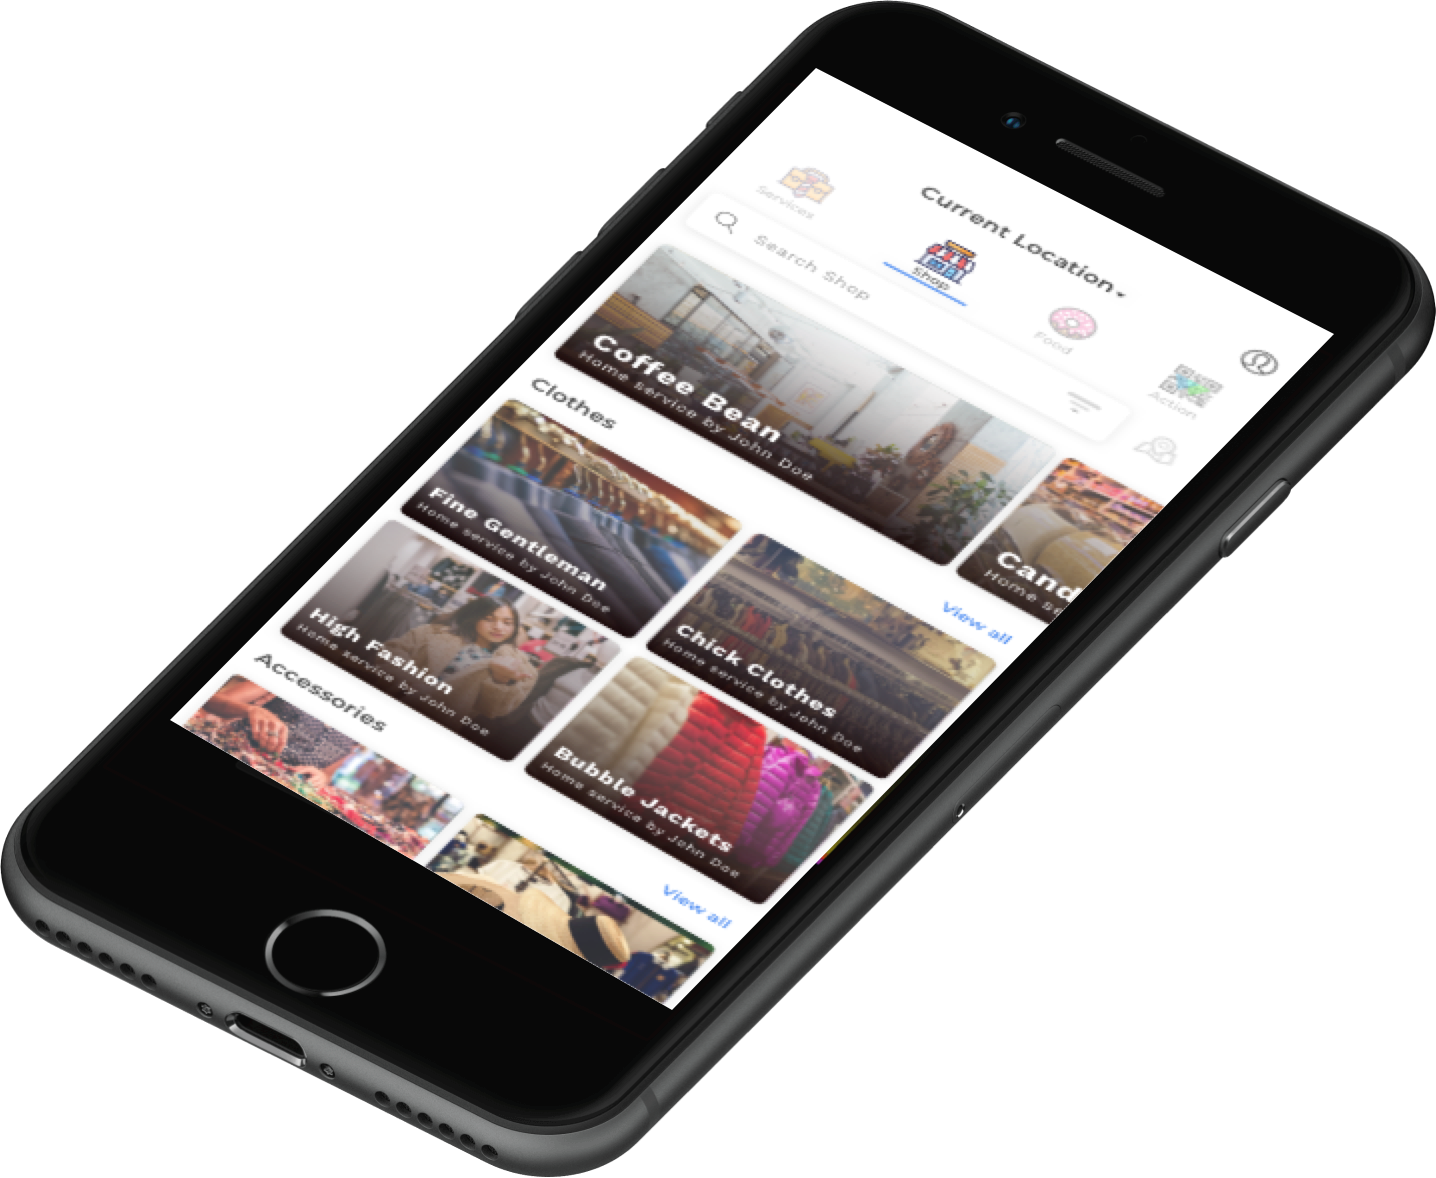 Current Location
Services
Shop
Food
Action
Search Shop
Coffee Bean
Home service by John Doe
Cand
Home se
Clothes
View all
Fine Gentleman
Home service by John Doe
Chick Clothes
Home service by John Doe
High Fashion
Home service by John Doe
Bubble Jackets
Home service by John Doe
Accessories
View all